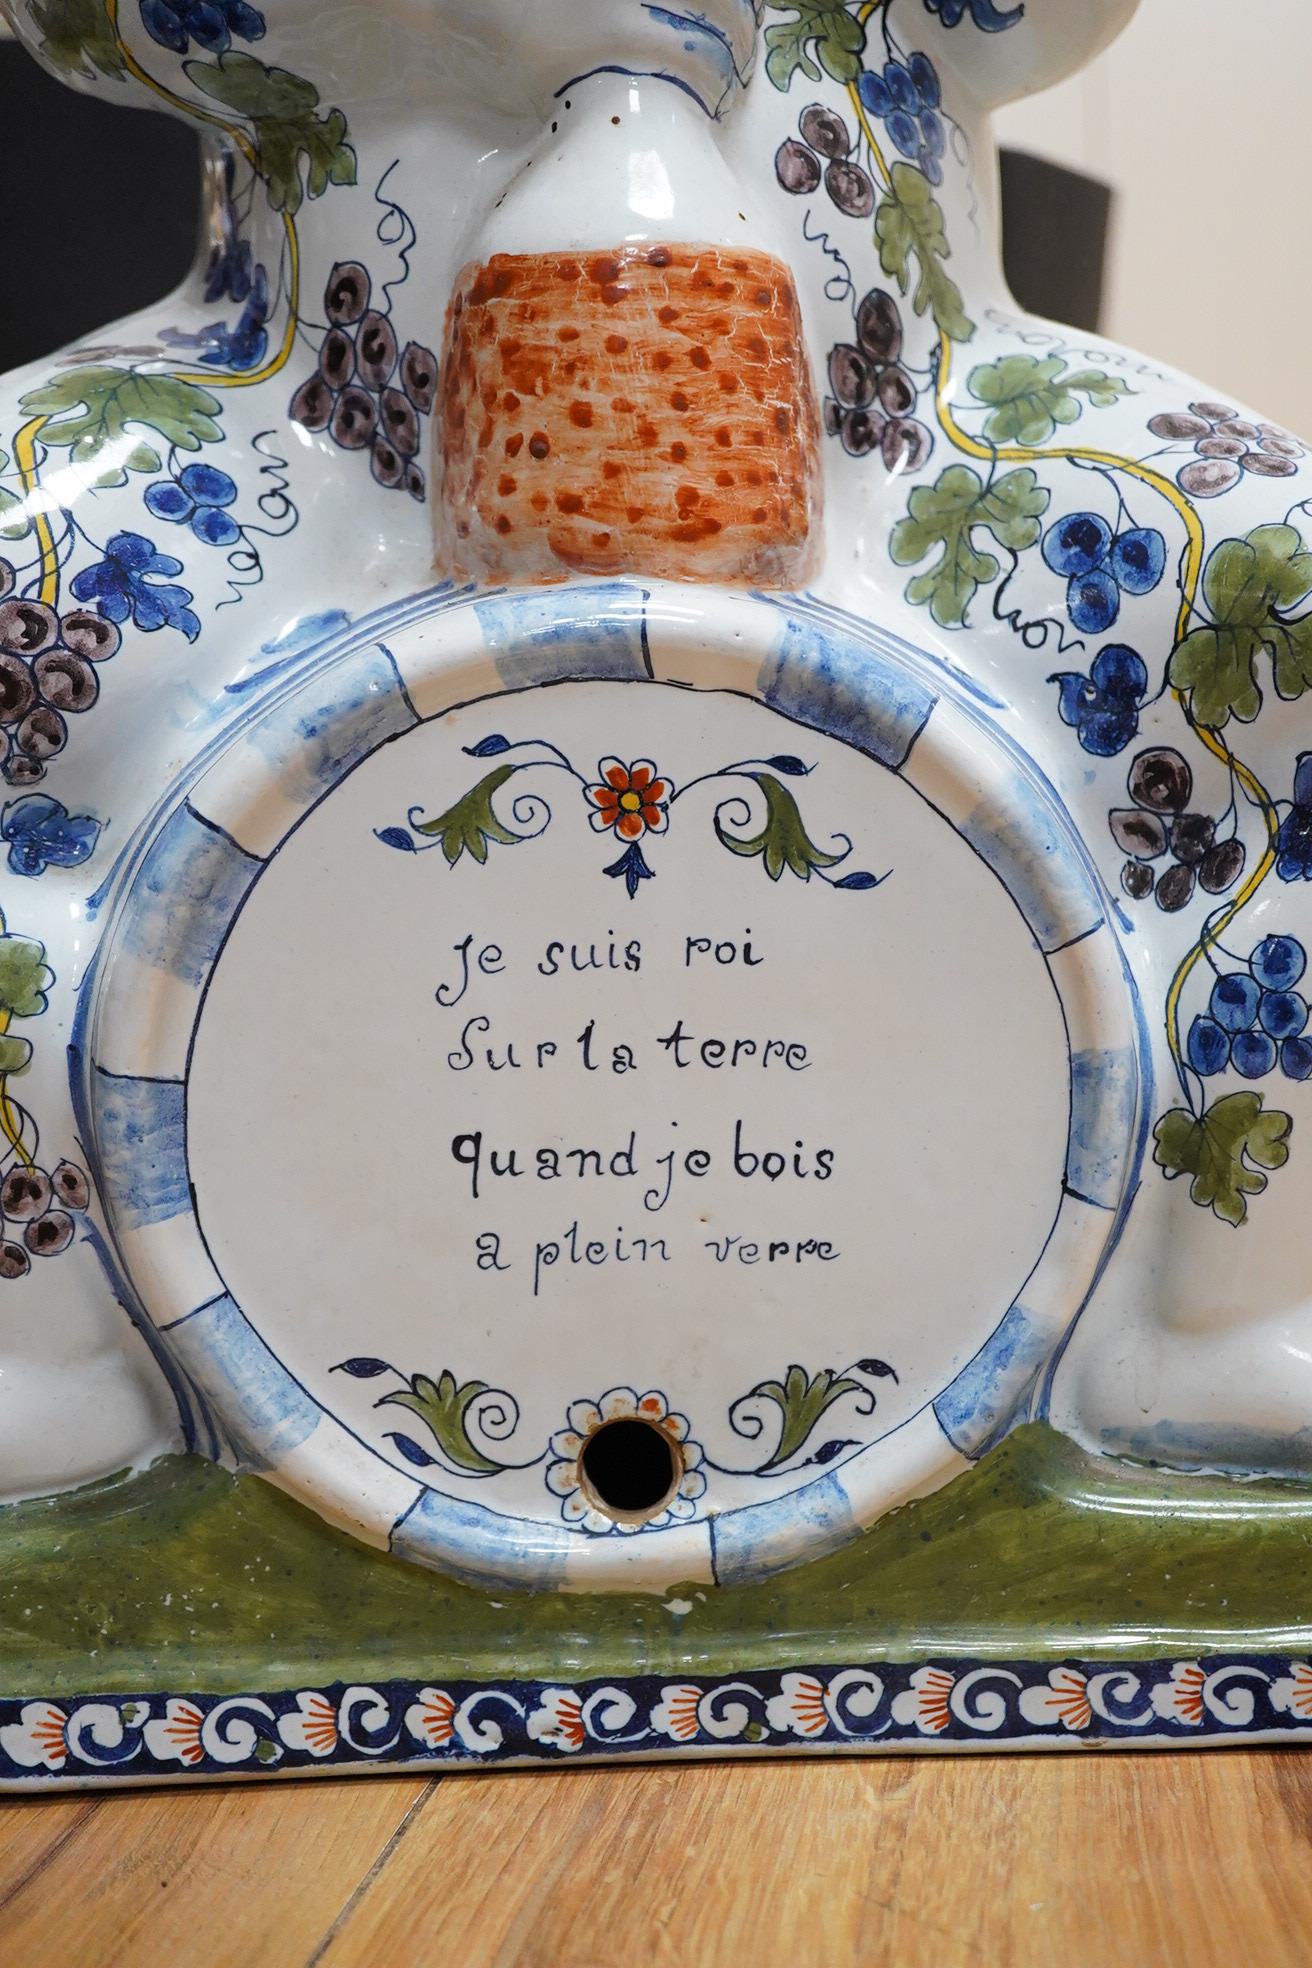 je suis roi
Sur la terre
quand je bois
a plein verre